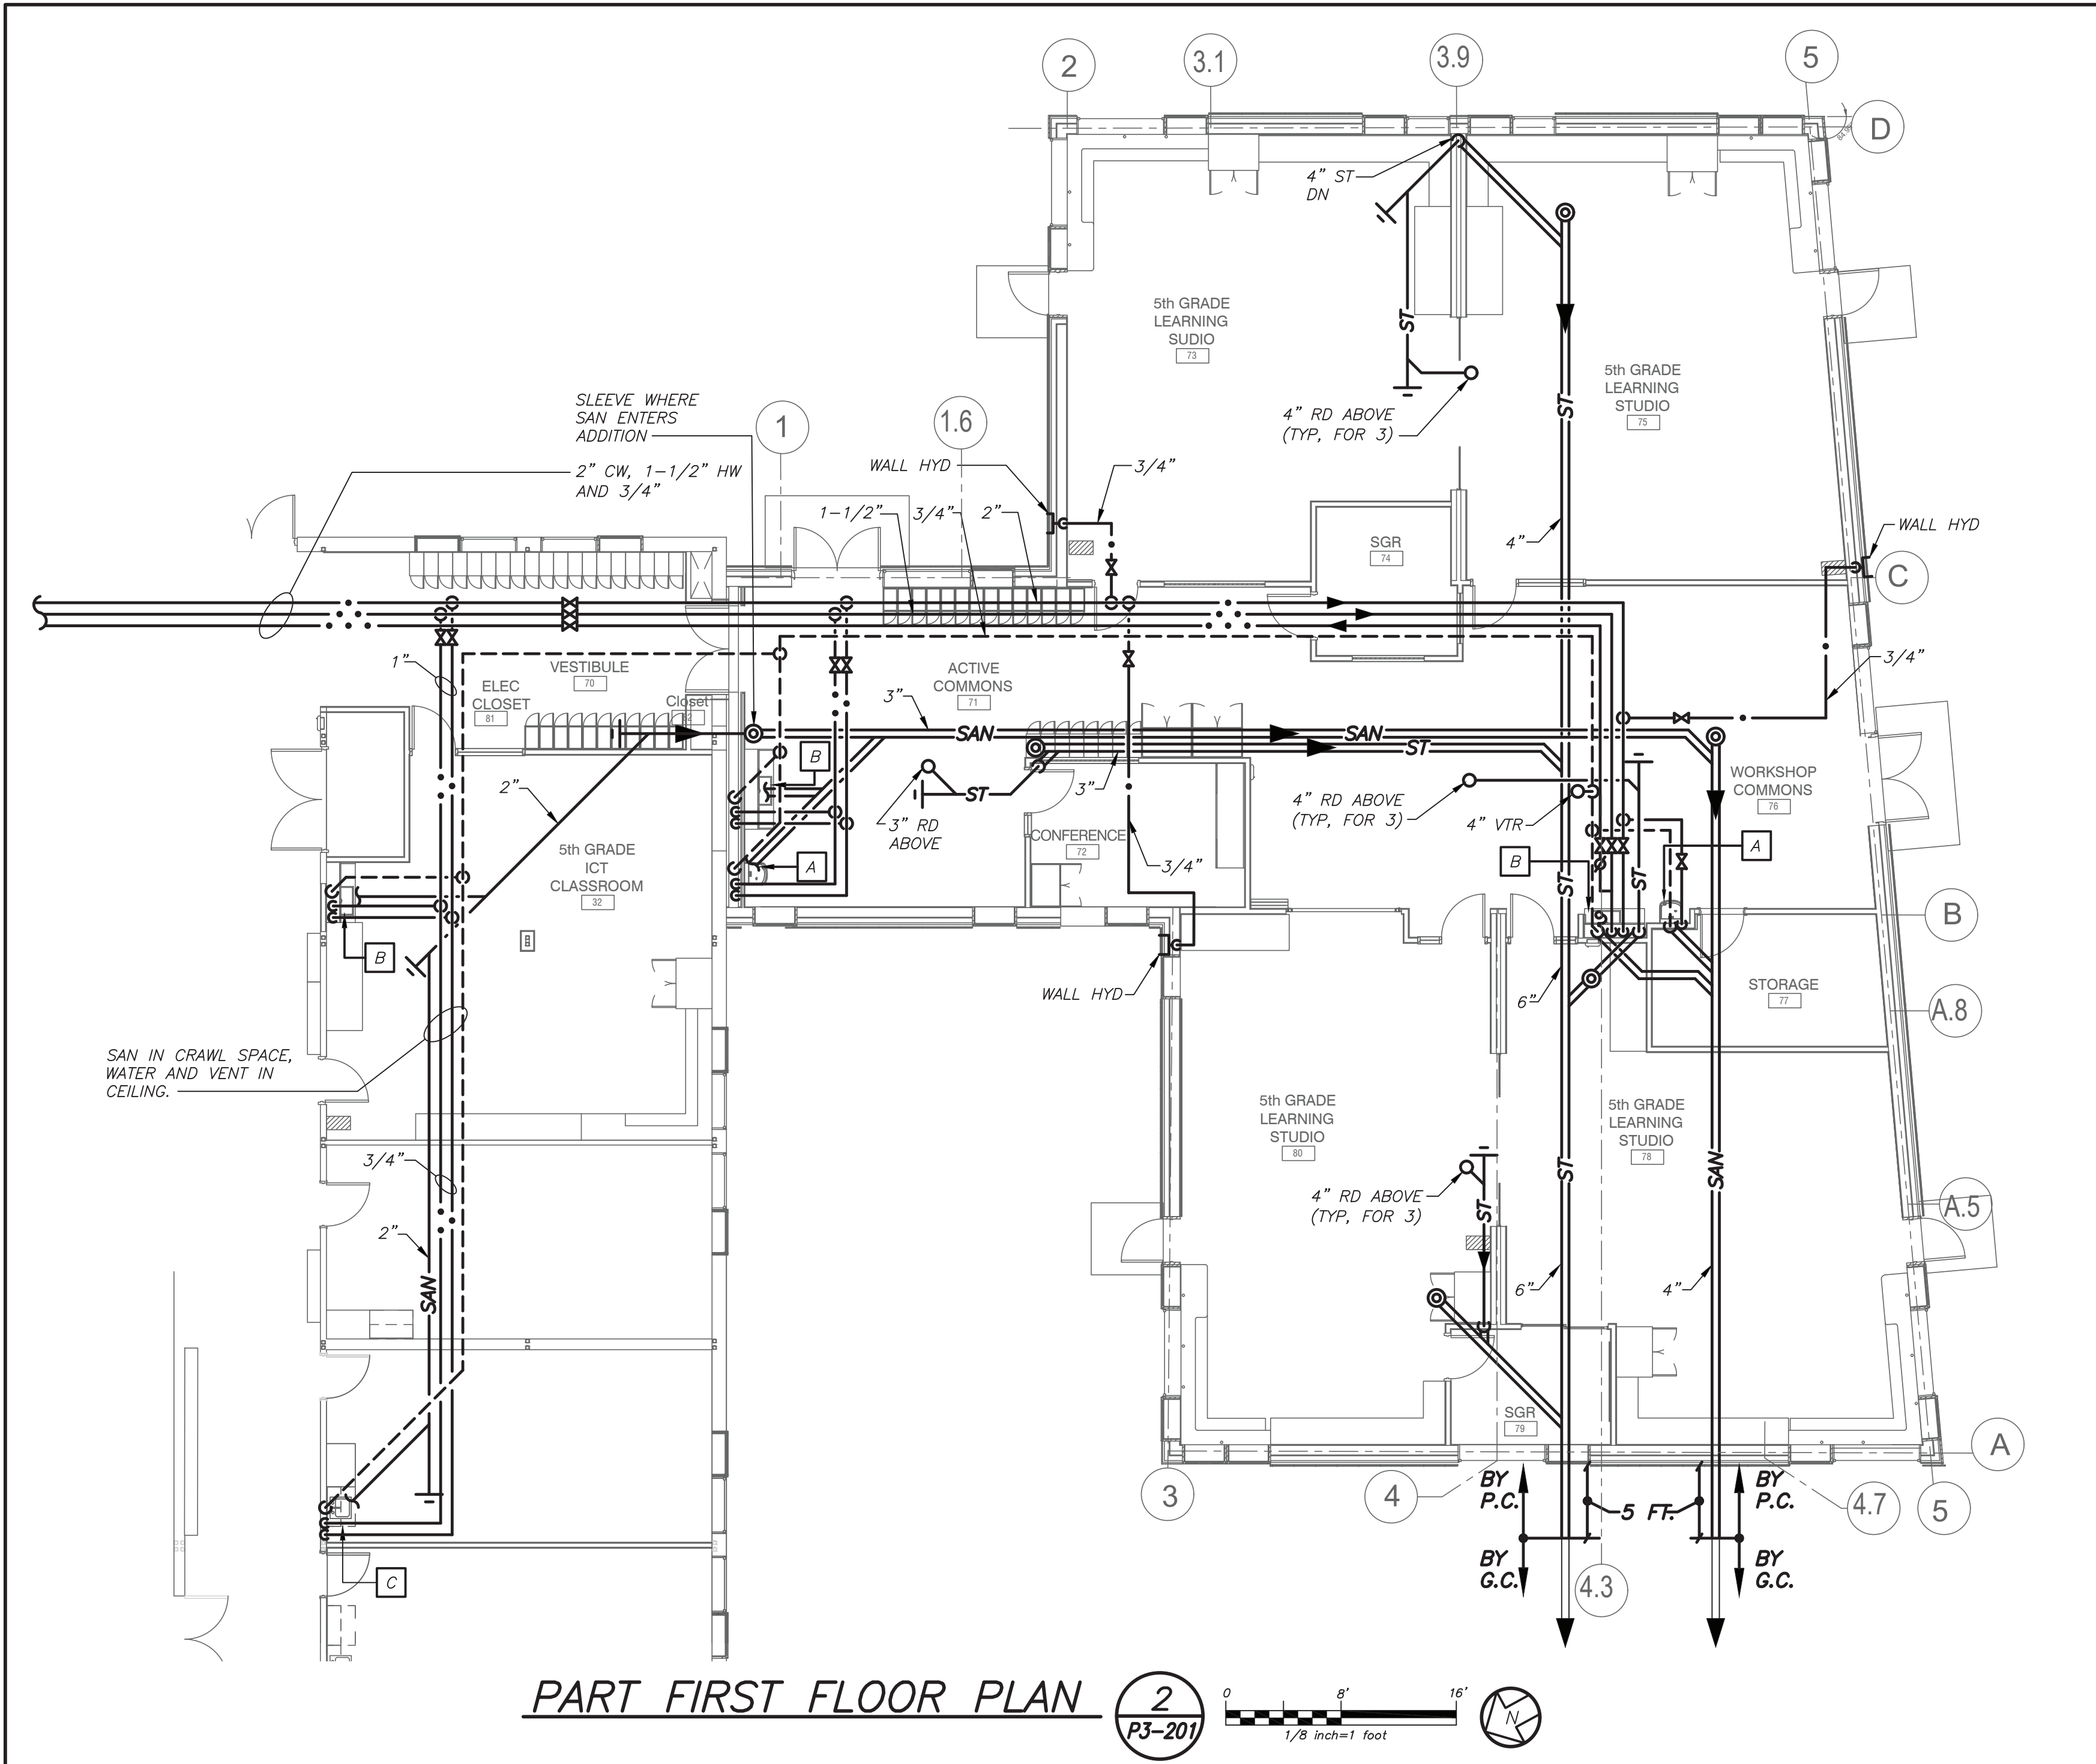 2
3.1
3.9
5
D
4” ST
DN
5th GRADE
LEARNING
SUDIO
73
ST
5th GRADE
LEARNING
STUDIO
75
ST
4” RD ABOVE
(TYP, FOR 3)
SLEEVE WHERE
SAN ENTERS
ADDITION
1
1.6
2” CW, 1-1/2” HW
AND 3/4”
WALL HYD
3/4”
1-1/2”
3/4”
2”
4”
SGR
74
WALL HYD
C
1”
VESTIBULE
70
ELEC
CLOSET
81
Closet
ACTIVE
COMMONS
71
3/4”
3”
SAN
SAN
ST
B
2”
ST
3”
3” RD
ABOVE
4” RD ABOVE
(TYP, FOR 3)
4” VTR
WORKSHOP
COMMONS
76
5th GRADE
ICT
CLASSROOM
32
A
CONFERENCE
72
3/4”
B
A
ST
ST
B
B
WALL HYD
6”
STORAGE
77
A.8
SAN IN CRAWL SPACE,
WATER AND VENT IN
CEILING.
5th GRADE
LEARNING
STUDIO
80
5th GRADE
LEARNING
STUDIO
78
3/4”
ST
SAN
4” RD ABOVE
(TYP, FOR 3)
ST
A.5
2”
SAN
6”
4”
SGR
79
A
3
4
BY
P.C.
5 FT.
BY
P.C.
4.7
5
BY
G.C.
BY
G.C.
4.3
C
PART FIRST FLOOR PLAN
2
P3-201
0
8'
16'
1/8 inch=1 foot
N